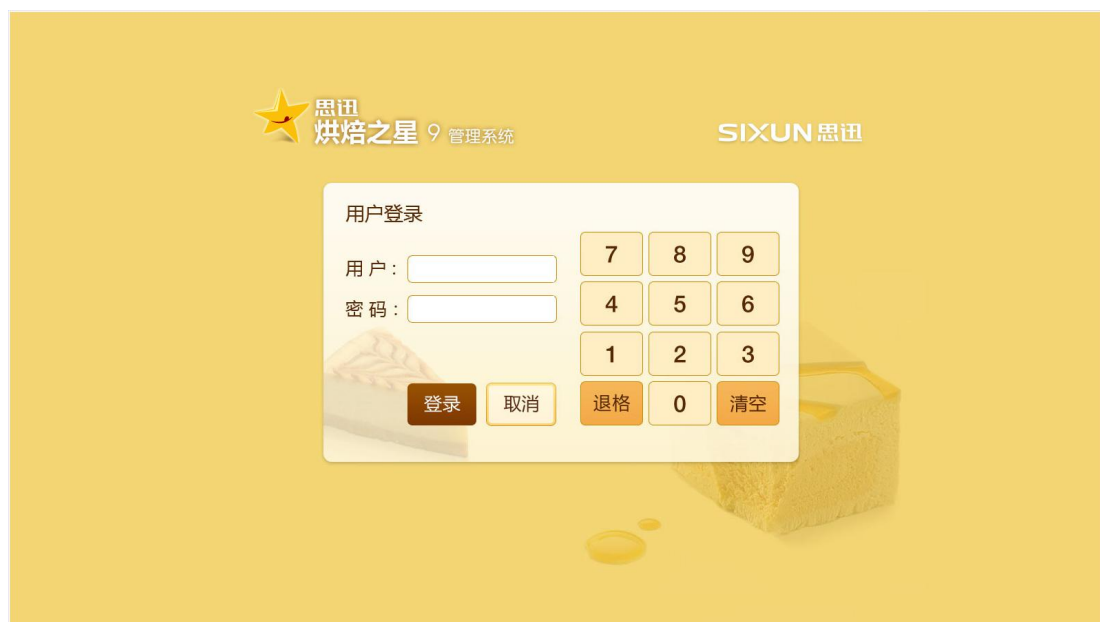 思迅
烘焙之星 9 管理系统
SIXUN 思迅
用户登录
用 户 :
密 码 :
7 8 9
4 5 6
1 2 3
登录 取消 退格 0 清空